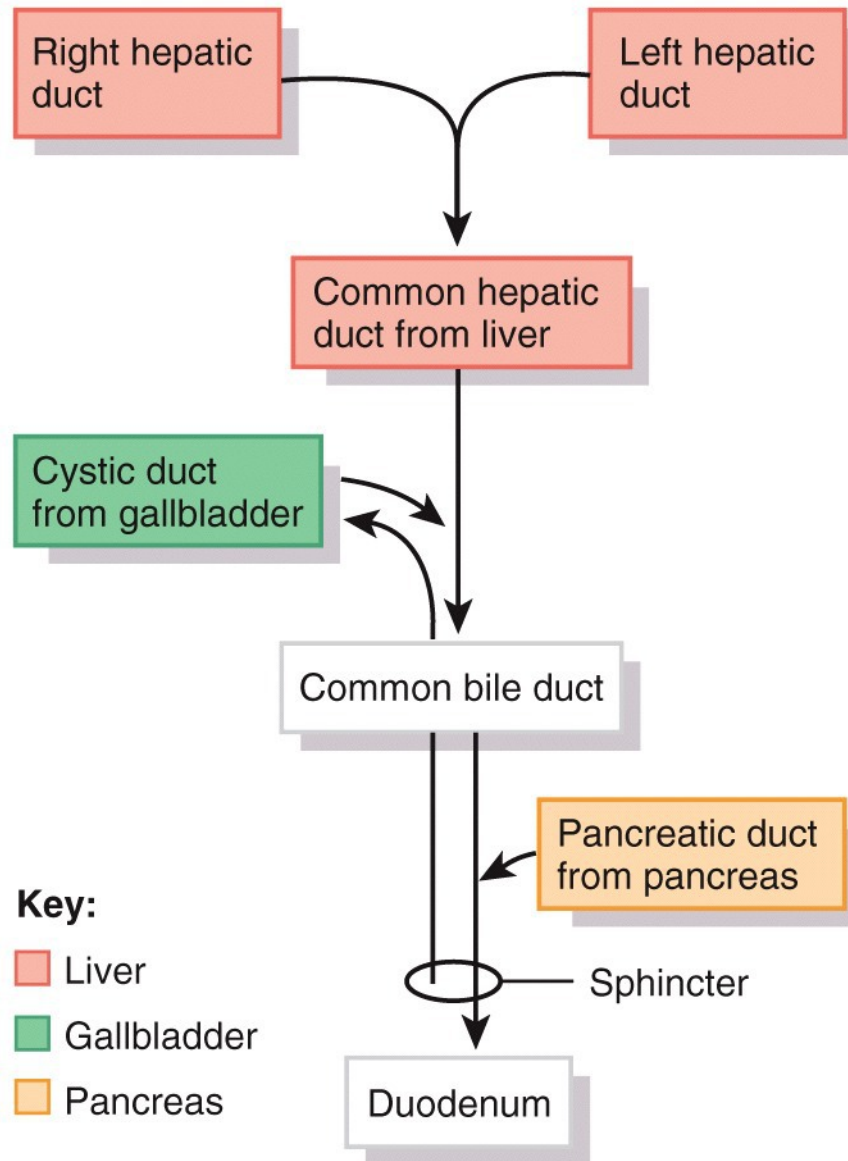 Right hepatic
duct
Left hepatic
duct
Common hepatic
duct from liver
Cystic duct
from gallbladder
Common bile duct
Pancreatic duct
from pancreas
Key:
Liver
Gallbladder
Pancreas
Sphincter
Duodenum